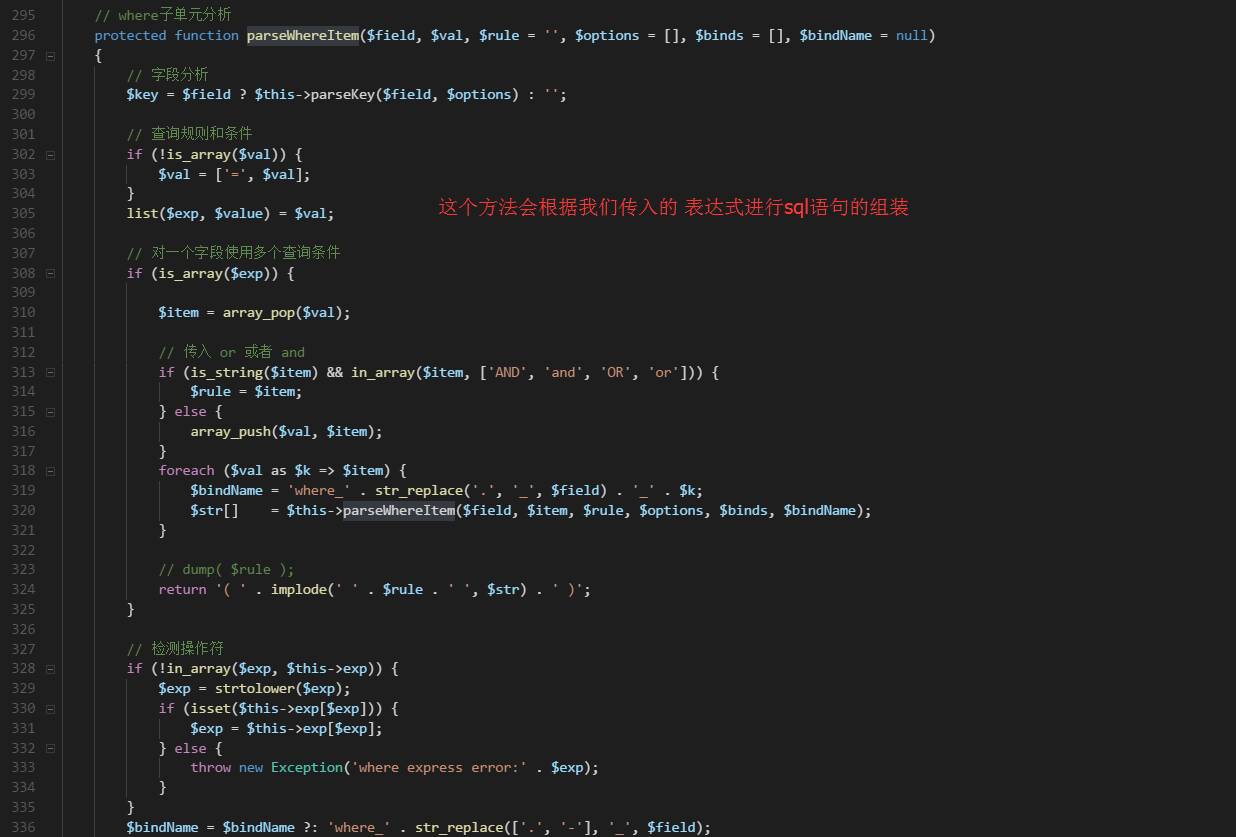 295 // where子单元分析
296 protected function parseWhereItem($field, $val, $rule = '', $options = [], $binds = [], $bindName = null)
297 {
298 // 字段分析
299 $key = $field ? $this->parseKey($field, $options) : '';
300
301 // 查询规则和条件
302 if (!is_array($val)) {
303 $val = ['=', $val];
304 }
305 list($exp, $value) = $val;
这个方法会根据我们传入的 表达式进行sql语句的组装
306
307 // 对一个字段使用多个查询条件
308 if (is_array($exp)) {
309
310 $item = array_pop($val);
311
312 // 传入 or 或者 and
313 if (is_string($item) && in_array($item, ['AND', 'and', 'OR', 'or'])) {
314 $rule = $item;
315 } else {
316 array_push($val, $item);
317 }
318 foreach ($val as $k => $item) {
319 $bindName = 'where_' . str_replace('.', '_', $field) . '_' . $k;
320 $str[] = $this->parseWhereItem($field, $item, $rule, $options, $binds, $bindName);
321 }
322
323 // dump( $rule );
324 return '( ' . implode(' ' . $rule . ' ', $str) . ' )';
325 }
326
327 // 检测操作符
328 if (!in_array($exp, $this->exp)) {
329 $exp = strtolower($exp);
330 if (isset($this->exp[$exp])) {
331 $exp = $this->exp[$exp];
332 } else {
333 throw new Exception('where express error:' . $exp);
334 }
335 }
336 $bindName = $bindName ?: 'where_' . str_replace(['.', '-'], '_', $field);